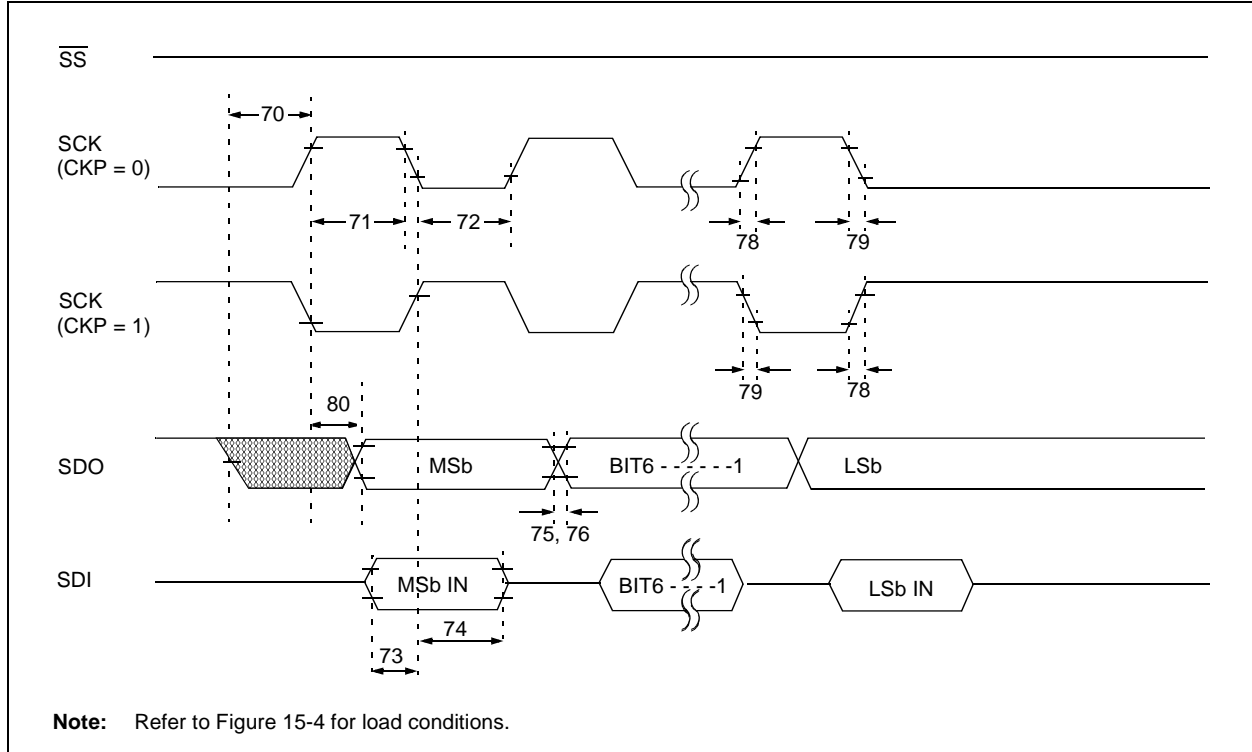 SS
70
SCK
(CKP = 0)
71
72
78
79
SCK
(CKP = 1)
79
78
80
SDO
MSb
BIT6 - - - - - -1
LSb
75, 76
SDI
MSb IN
BIT6 - - - - -1
LSb IN
74
73
Note: Refer to Figure 15-4 for load conditions.